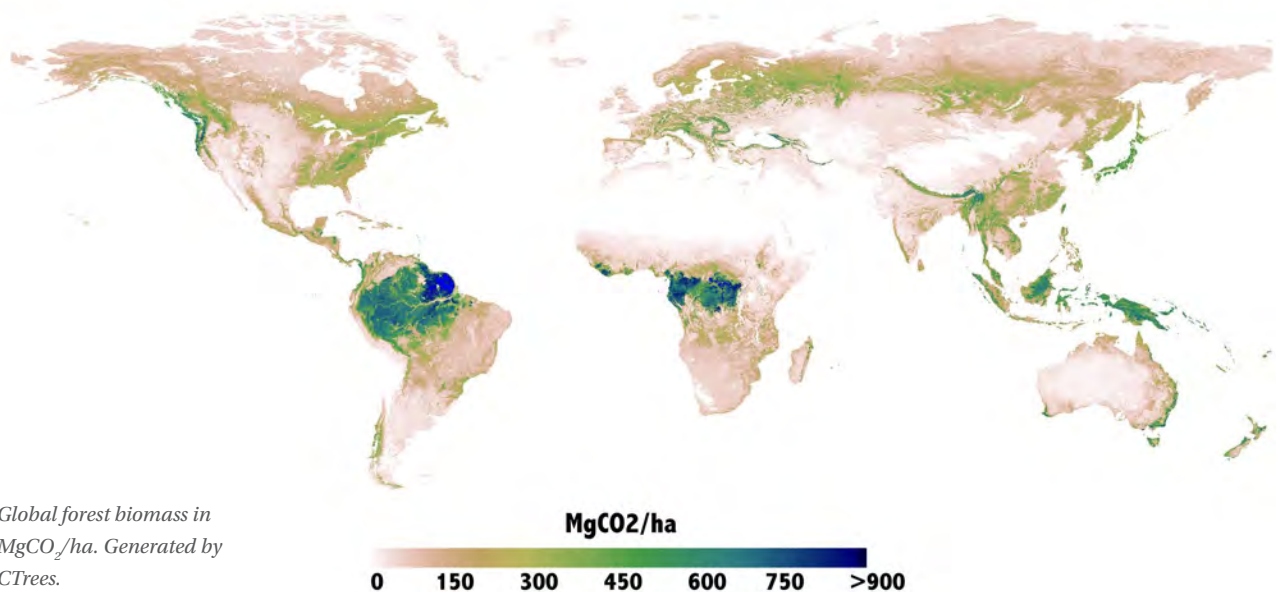 Global forest biomass in
MgCO₂/ha. Generated by
CTrees.
MgCO2/ha
0 150 300 450 600 750 >900